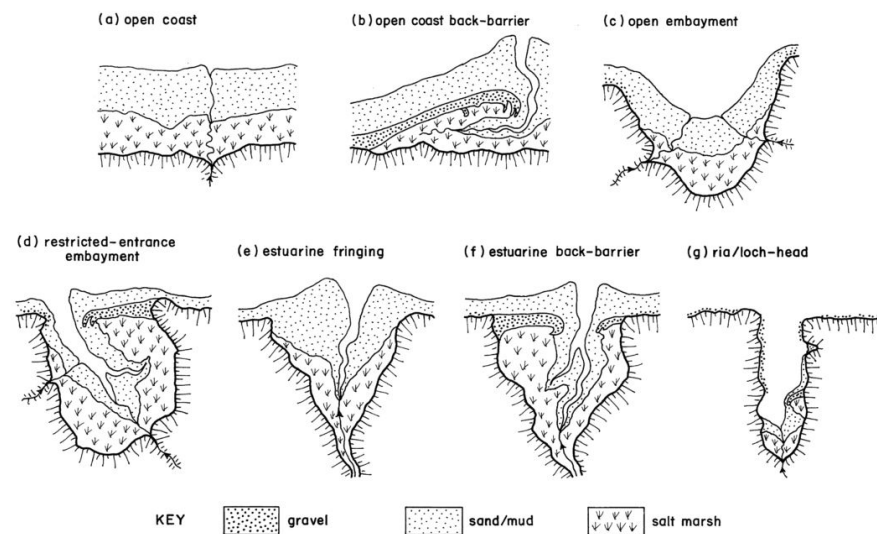 (a) open coast
(b) open coast back-barrier
(c) open embayment
(d) restricted-entrance
embayment
(e) estuarine fringing
(f) estuarine back-barrier
(g) ria/loch-head
KEY
gravel
sand/mud
salt marsh